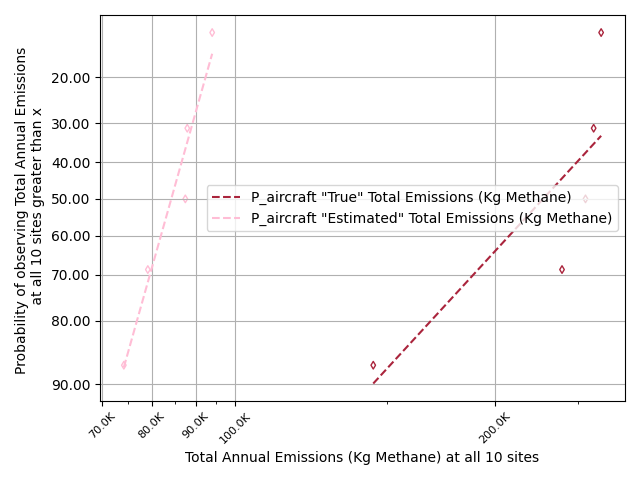 Probability of observing Total Annual Emissions
at all 10 sites greater than x
20.00
30.00
40.00
50.00
60.00
70.00
80.00
90.00
P_aircraft "True" Total Emissions (Kg Methane)
P_aircraft "Estimated" Total Emissions (Kg Methane)
70.0K
80.0K
90.0K
100.0K
200.0K
Total Annual Emissions (Kg Methane) at all 10 sites